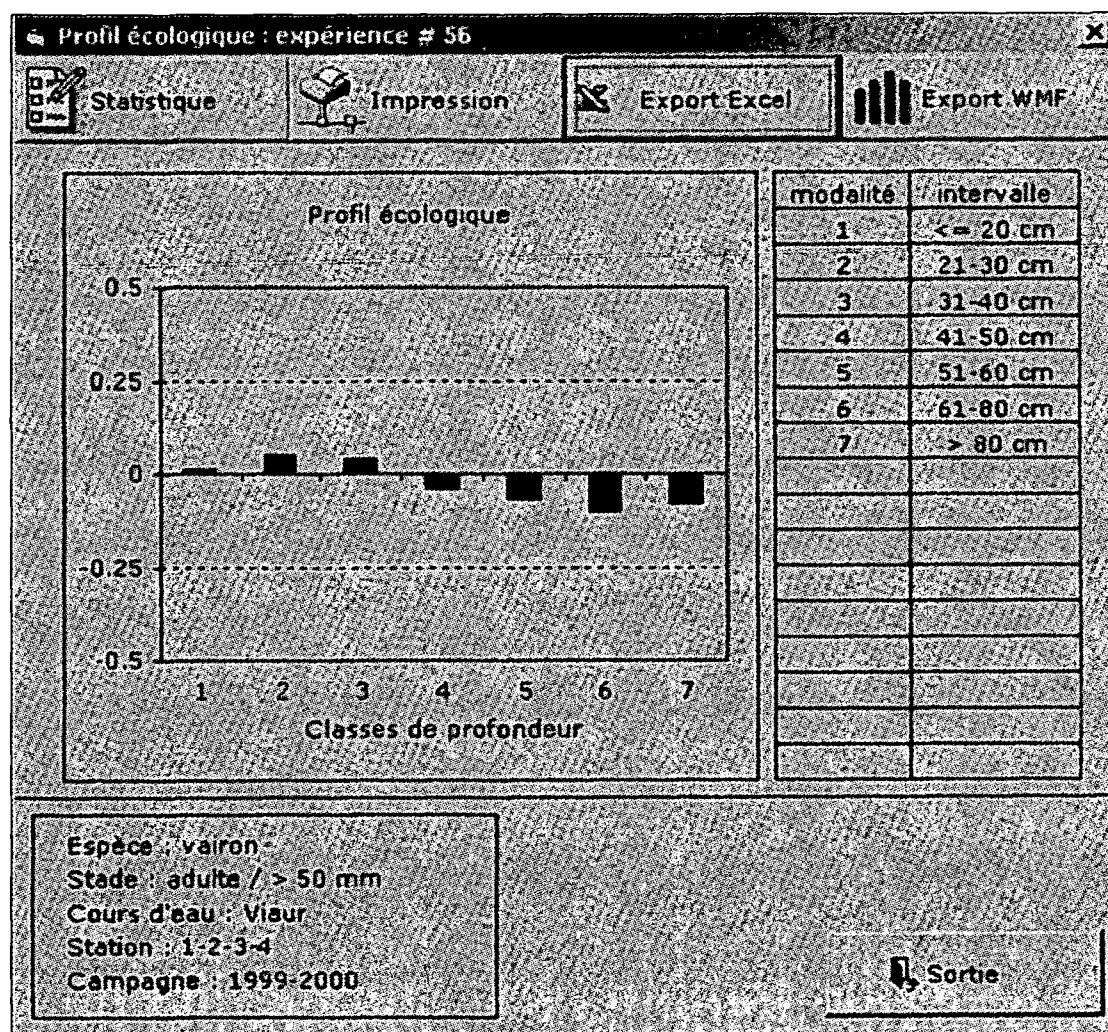 Profil écologique : expérience # 56
Statistique
Impression
Export Excel
Export WMF
Profil écologique
0.5
0.25
0
-0.25
-0.5
1 2 3 4 5 6 7
Classes de profondeur
modalité intervalle
1 <= 20 cm
2 21-30 cm
3 31-40 cm
4 41-50 cm
5 51-60 cm
6 61-80 cm
7 > 80 cm
Espèce : vairon
Stade : adulte / > 50 mm
Cours d'eau : Viaur
Station : 1-2-3-4
Campagne : 1999-2000
Sortie